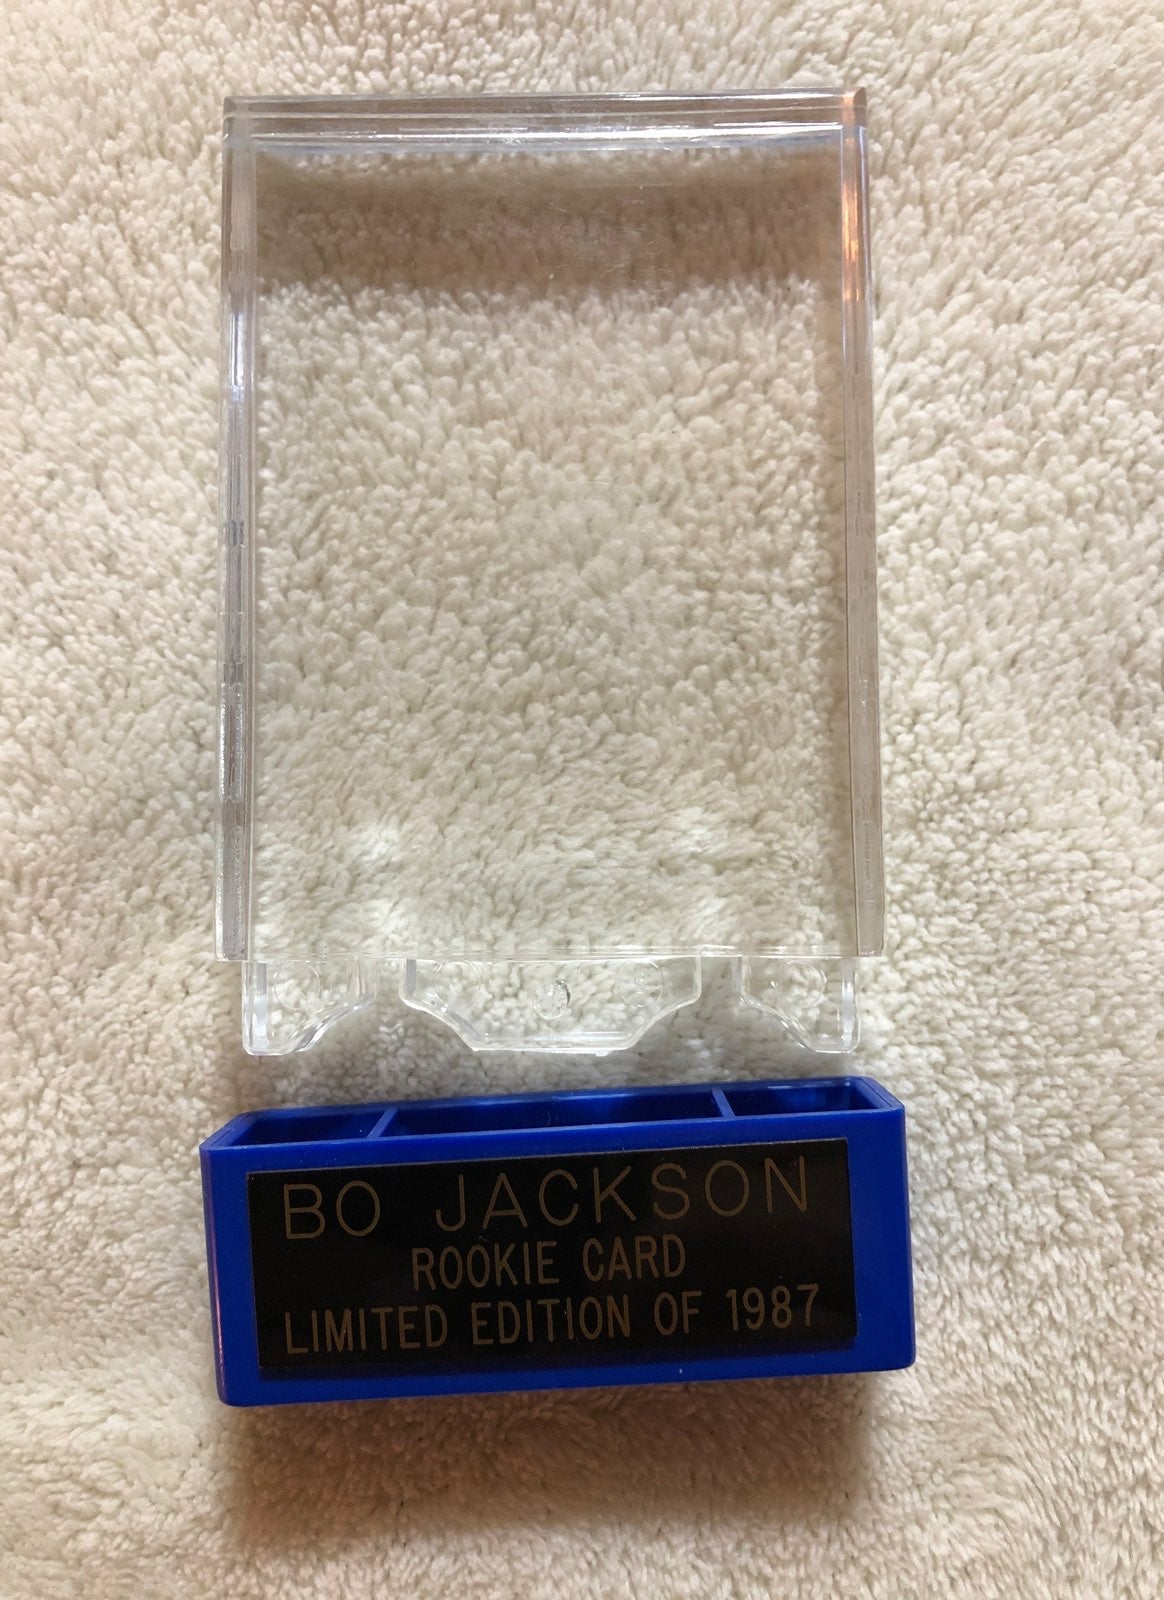 BO JACKSON
ROOKIE CARD
LIMITED EDITION OF 1987